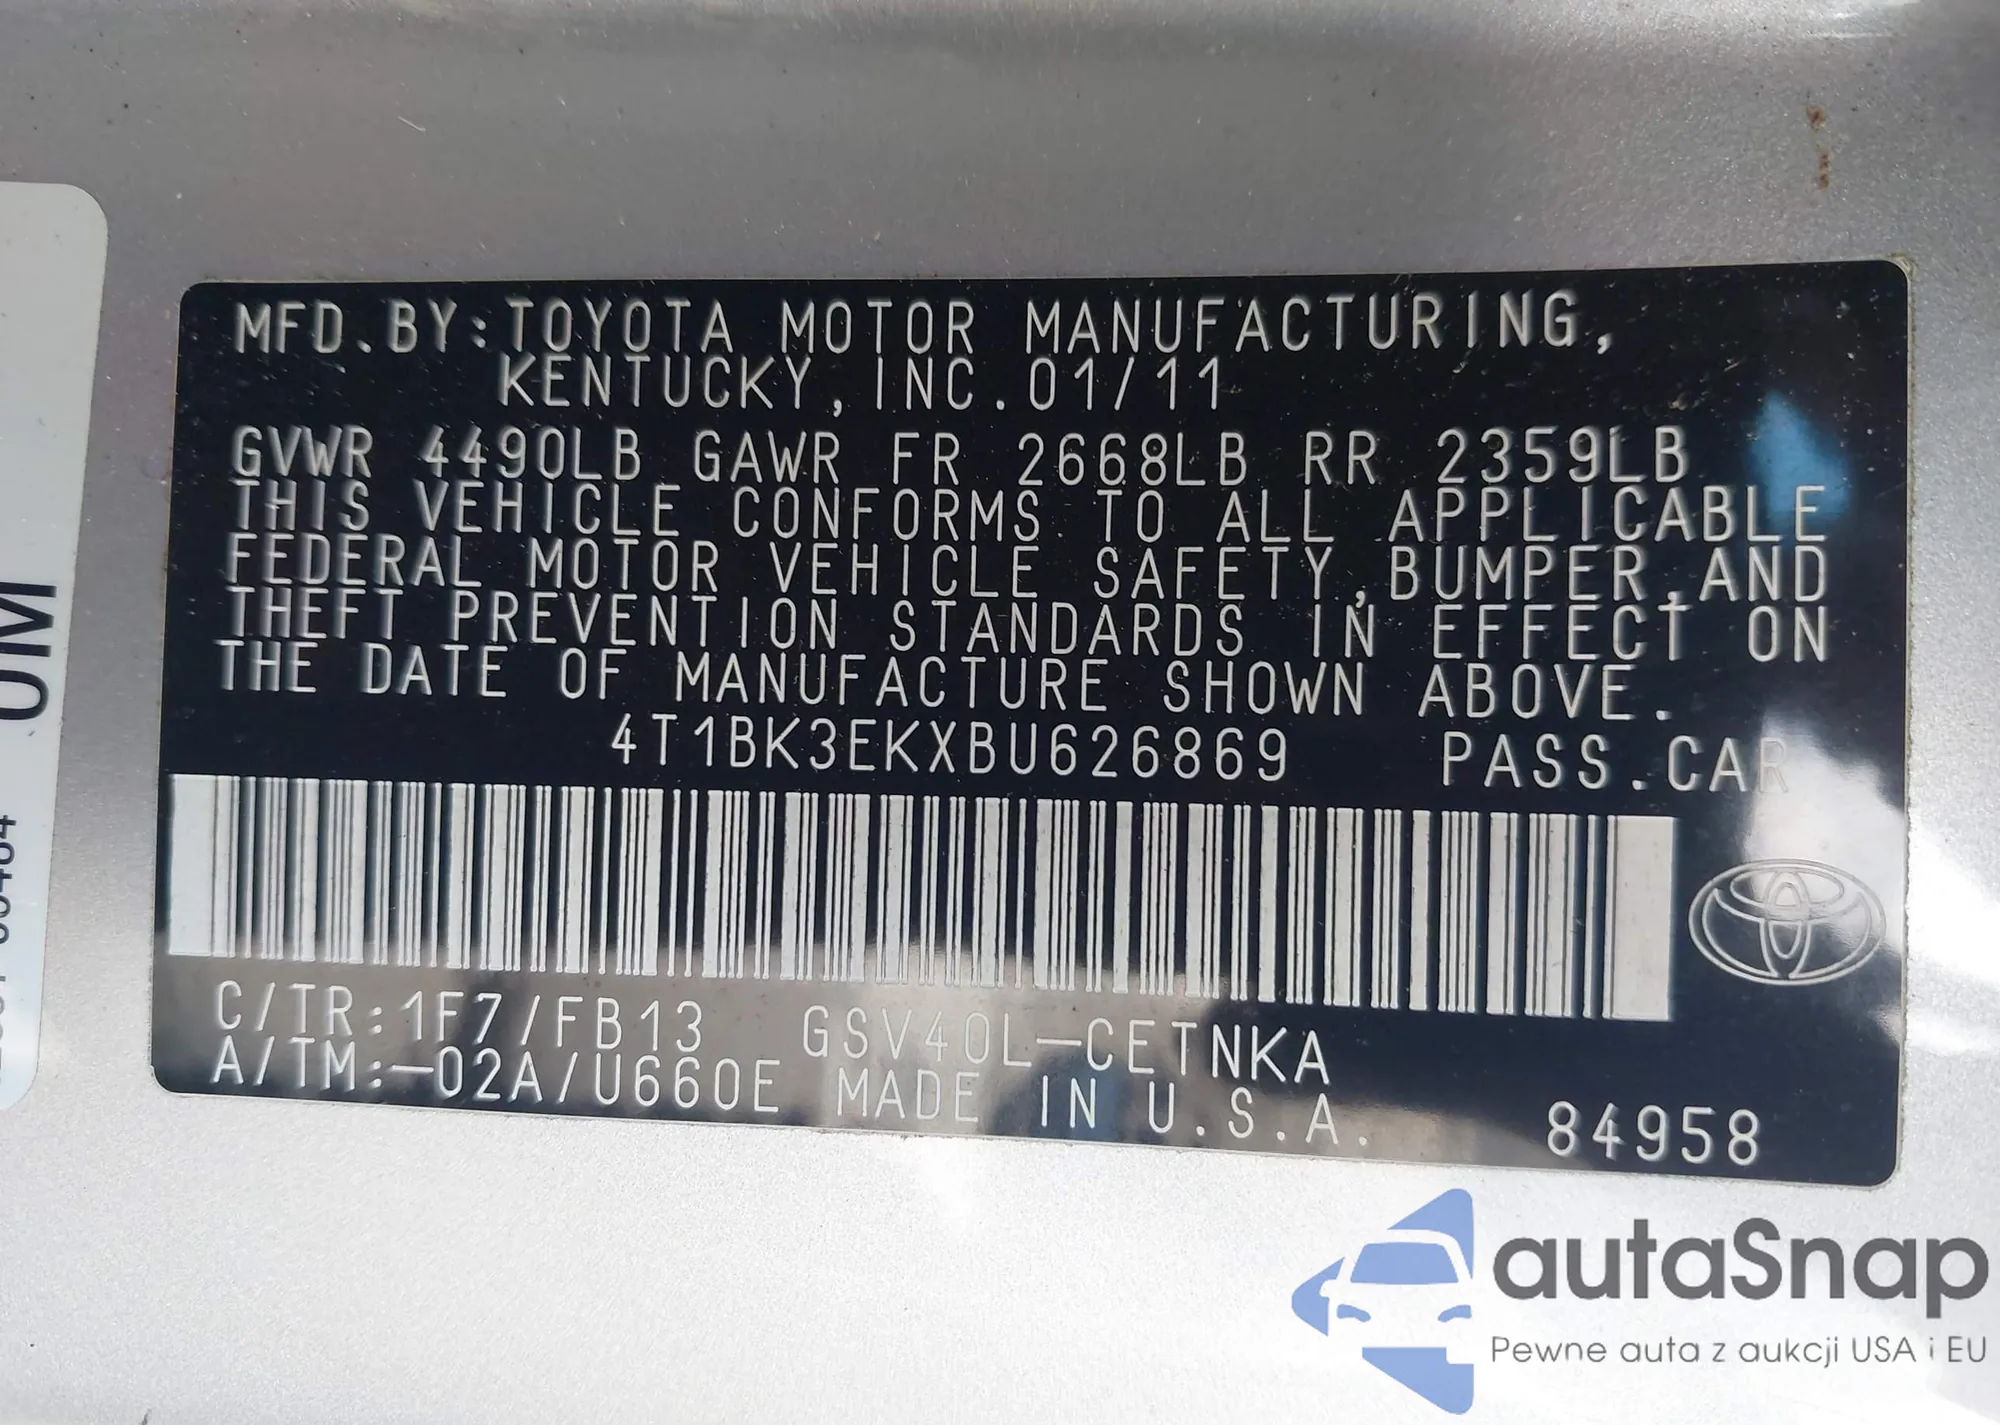 MFD.BY:TOYOTA MOTOR MANUFACTURING,
KENTUCKY,INC.01/11
GVWR 4490LB GAWR FR 2668LB RR 2359LB
THIS VEHICLE CONFORMS TO ALL APPLICABLE
FEDERAL MOTOR VEHICLE SAFETY,BUMPER,AND
THEFT PREVENTION STANDARDS IN EFFECT ON
THE DATE OF MANUFACTURE SHOWN ABOVE.
4T1BK3EKXBU626869 PASS.CAR
C/TR:1F7/FB13 GSV40L-CETNKA
A/TM:-02A/U660E MADE IN U.S.A.
84958
autaSnap
Pewne auta z aukcji USA i EU